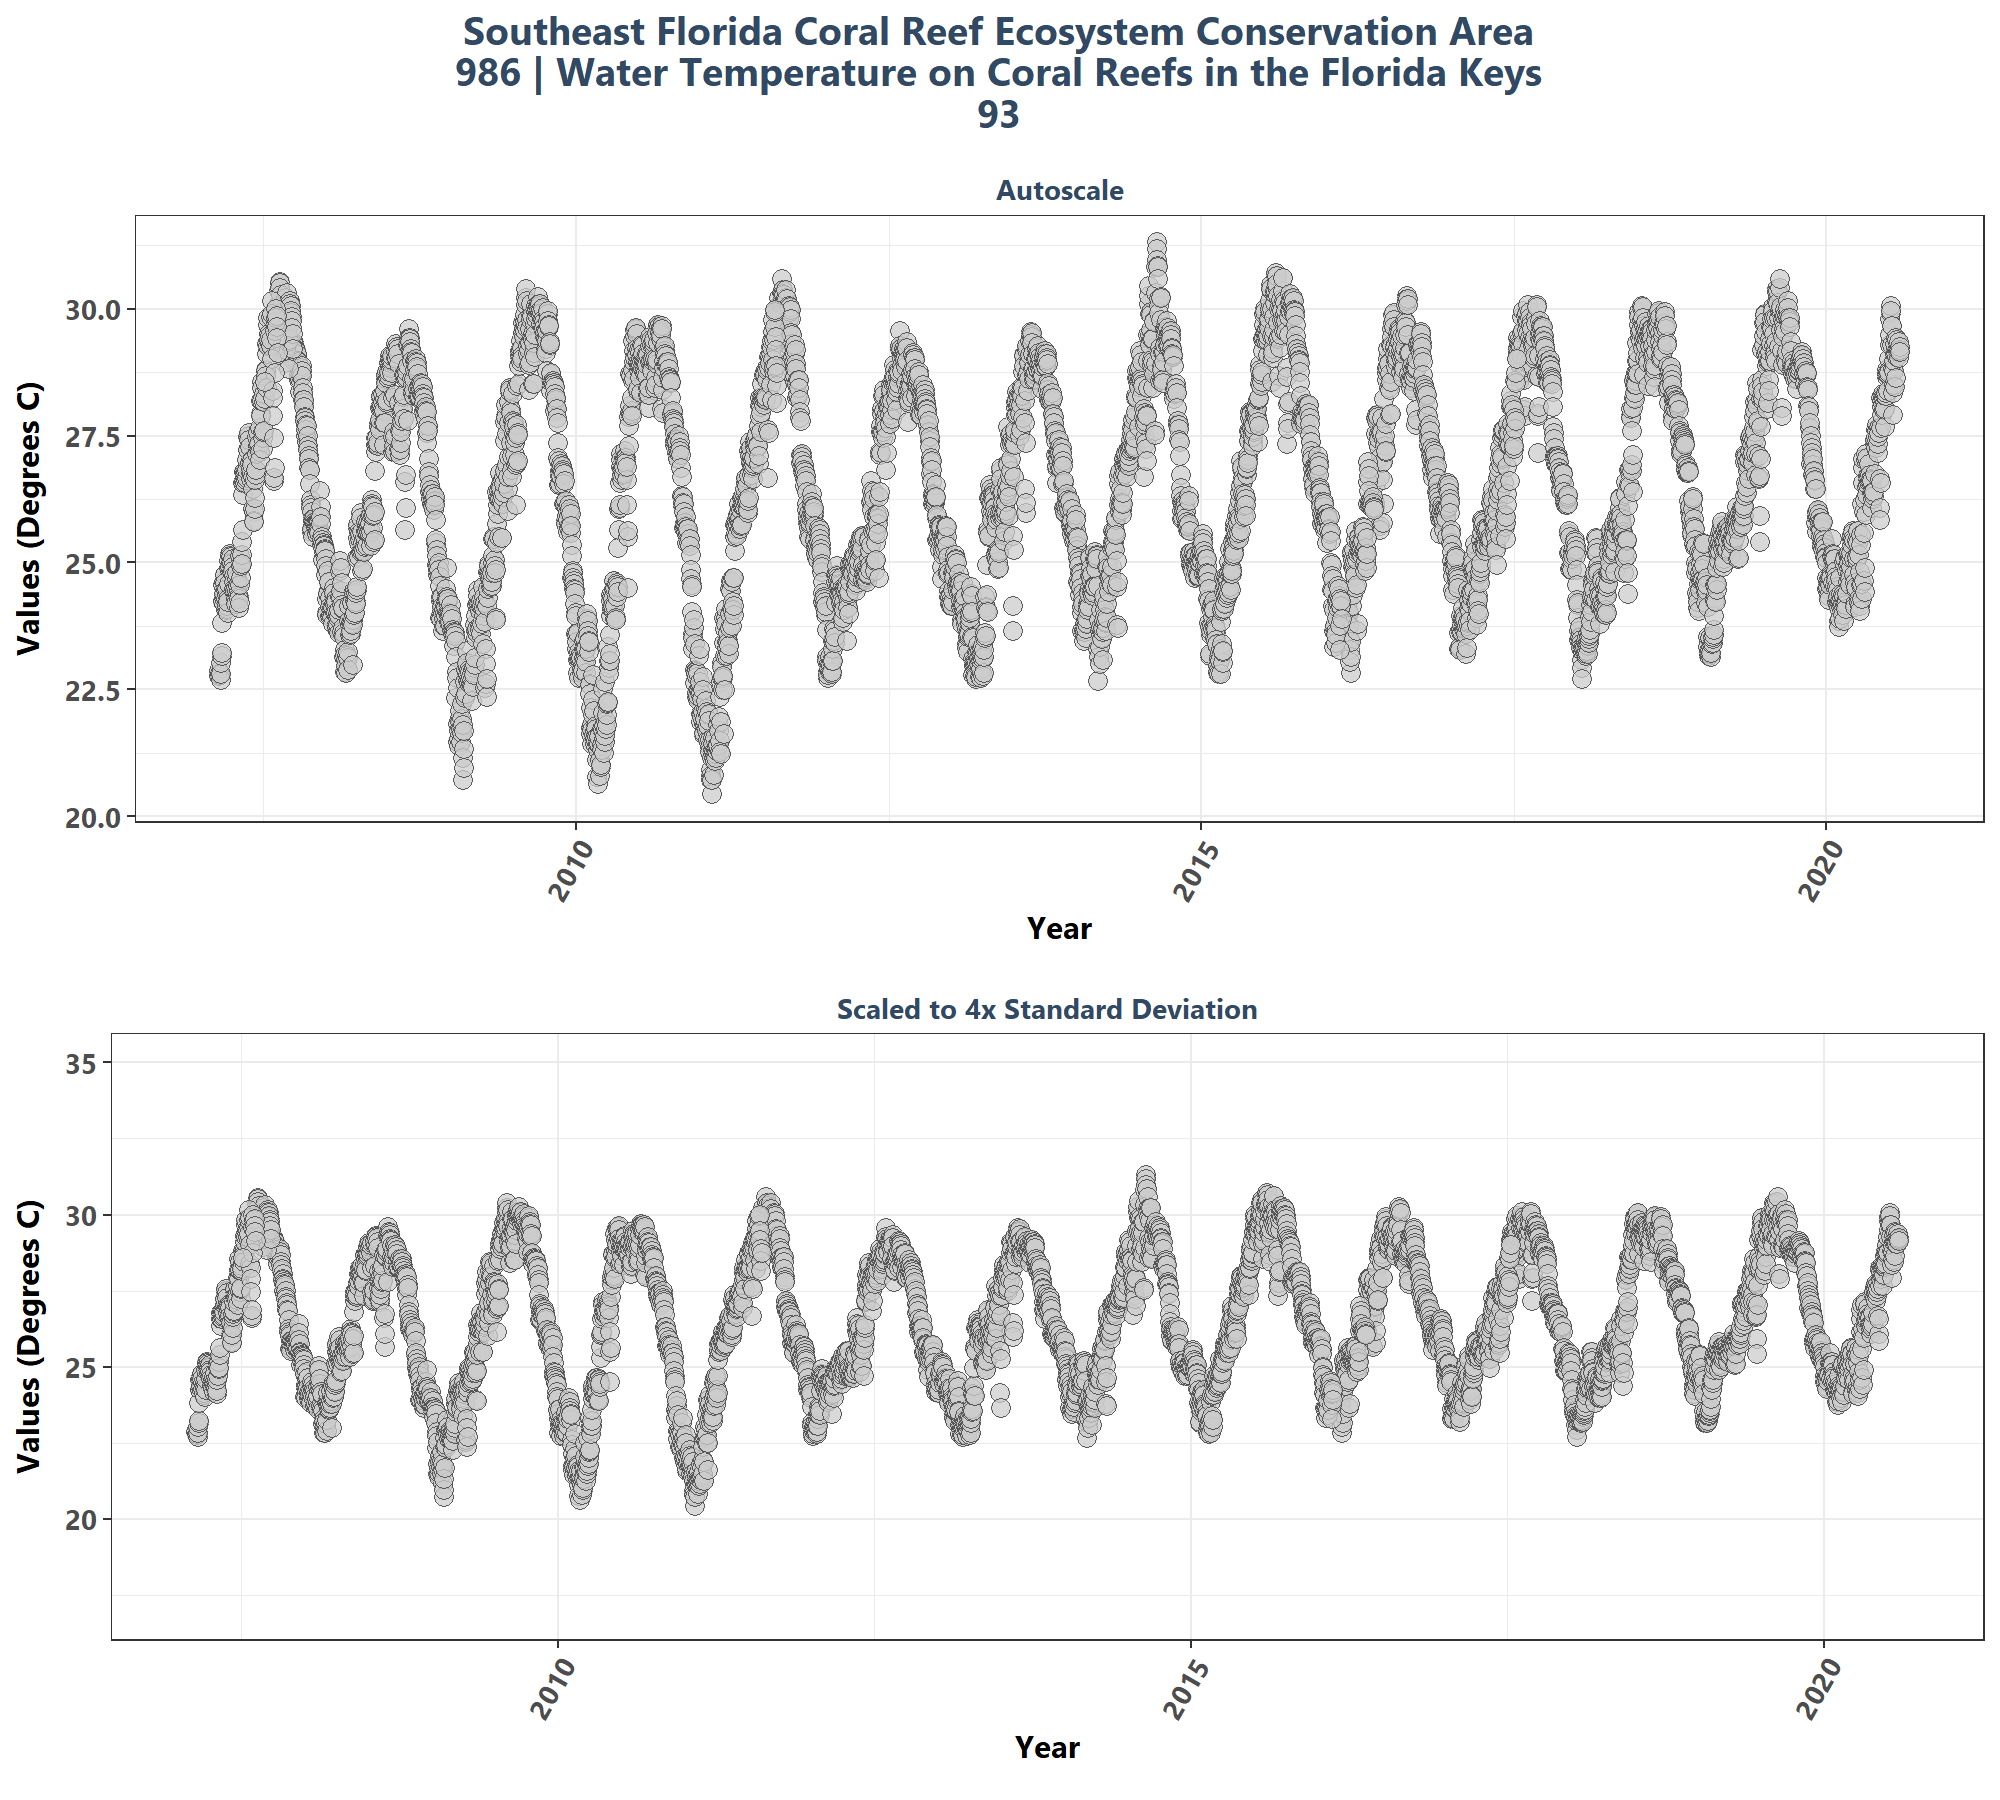 Southeast Florida Coral Reef Ecosystem Conservation Area
986 | Water Temperature on Coral Reefs in the Florida Keys
93
Autoscale
Values (Degrees C)
30.0
27.5
25.0
22.5
20.0
2010
2015
2020
Year
Scaled to 4x Standard Deviation
Values (Degrees C)
35
30
25
20
2010
2015
2020
Year